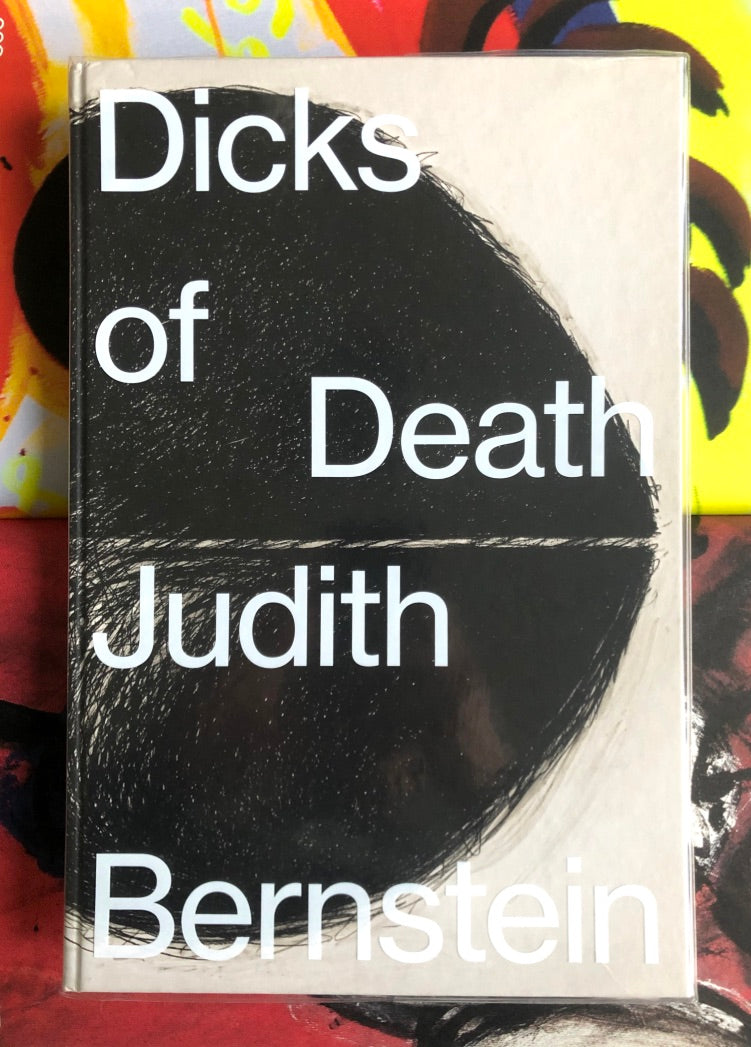 Dicks
of
Death
Judith
Bernstein